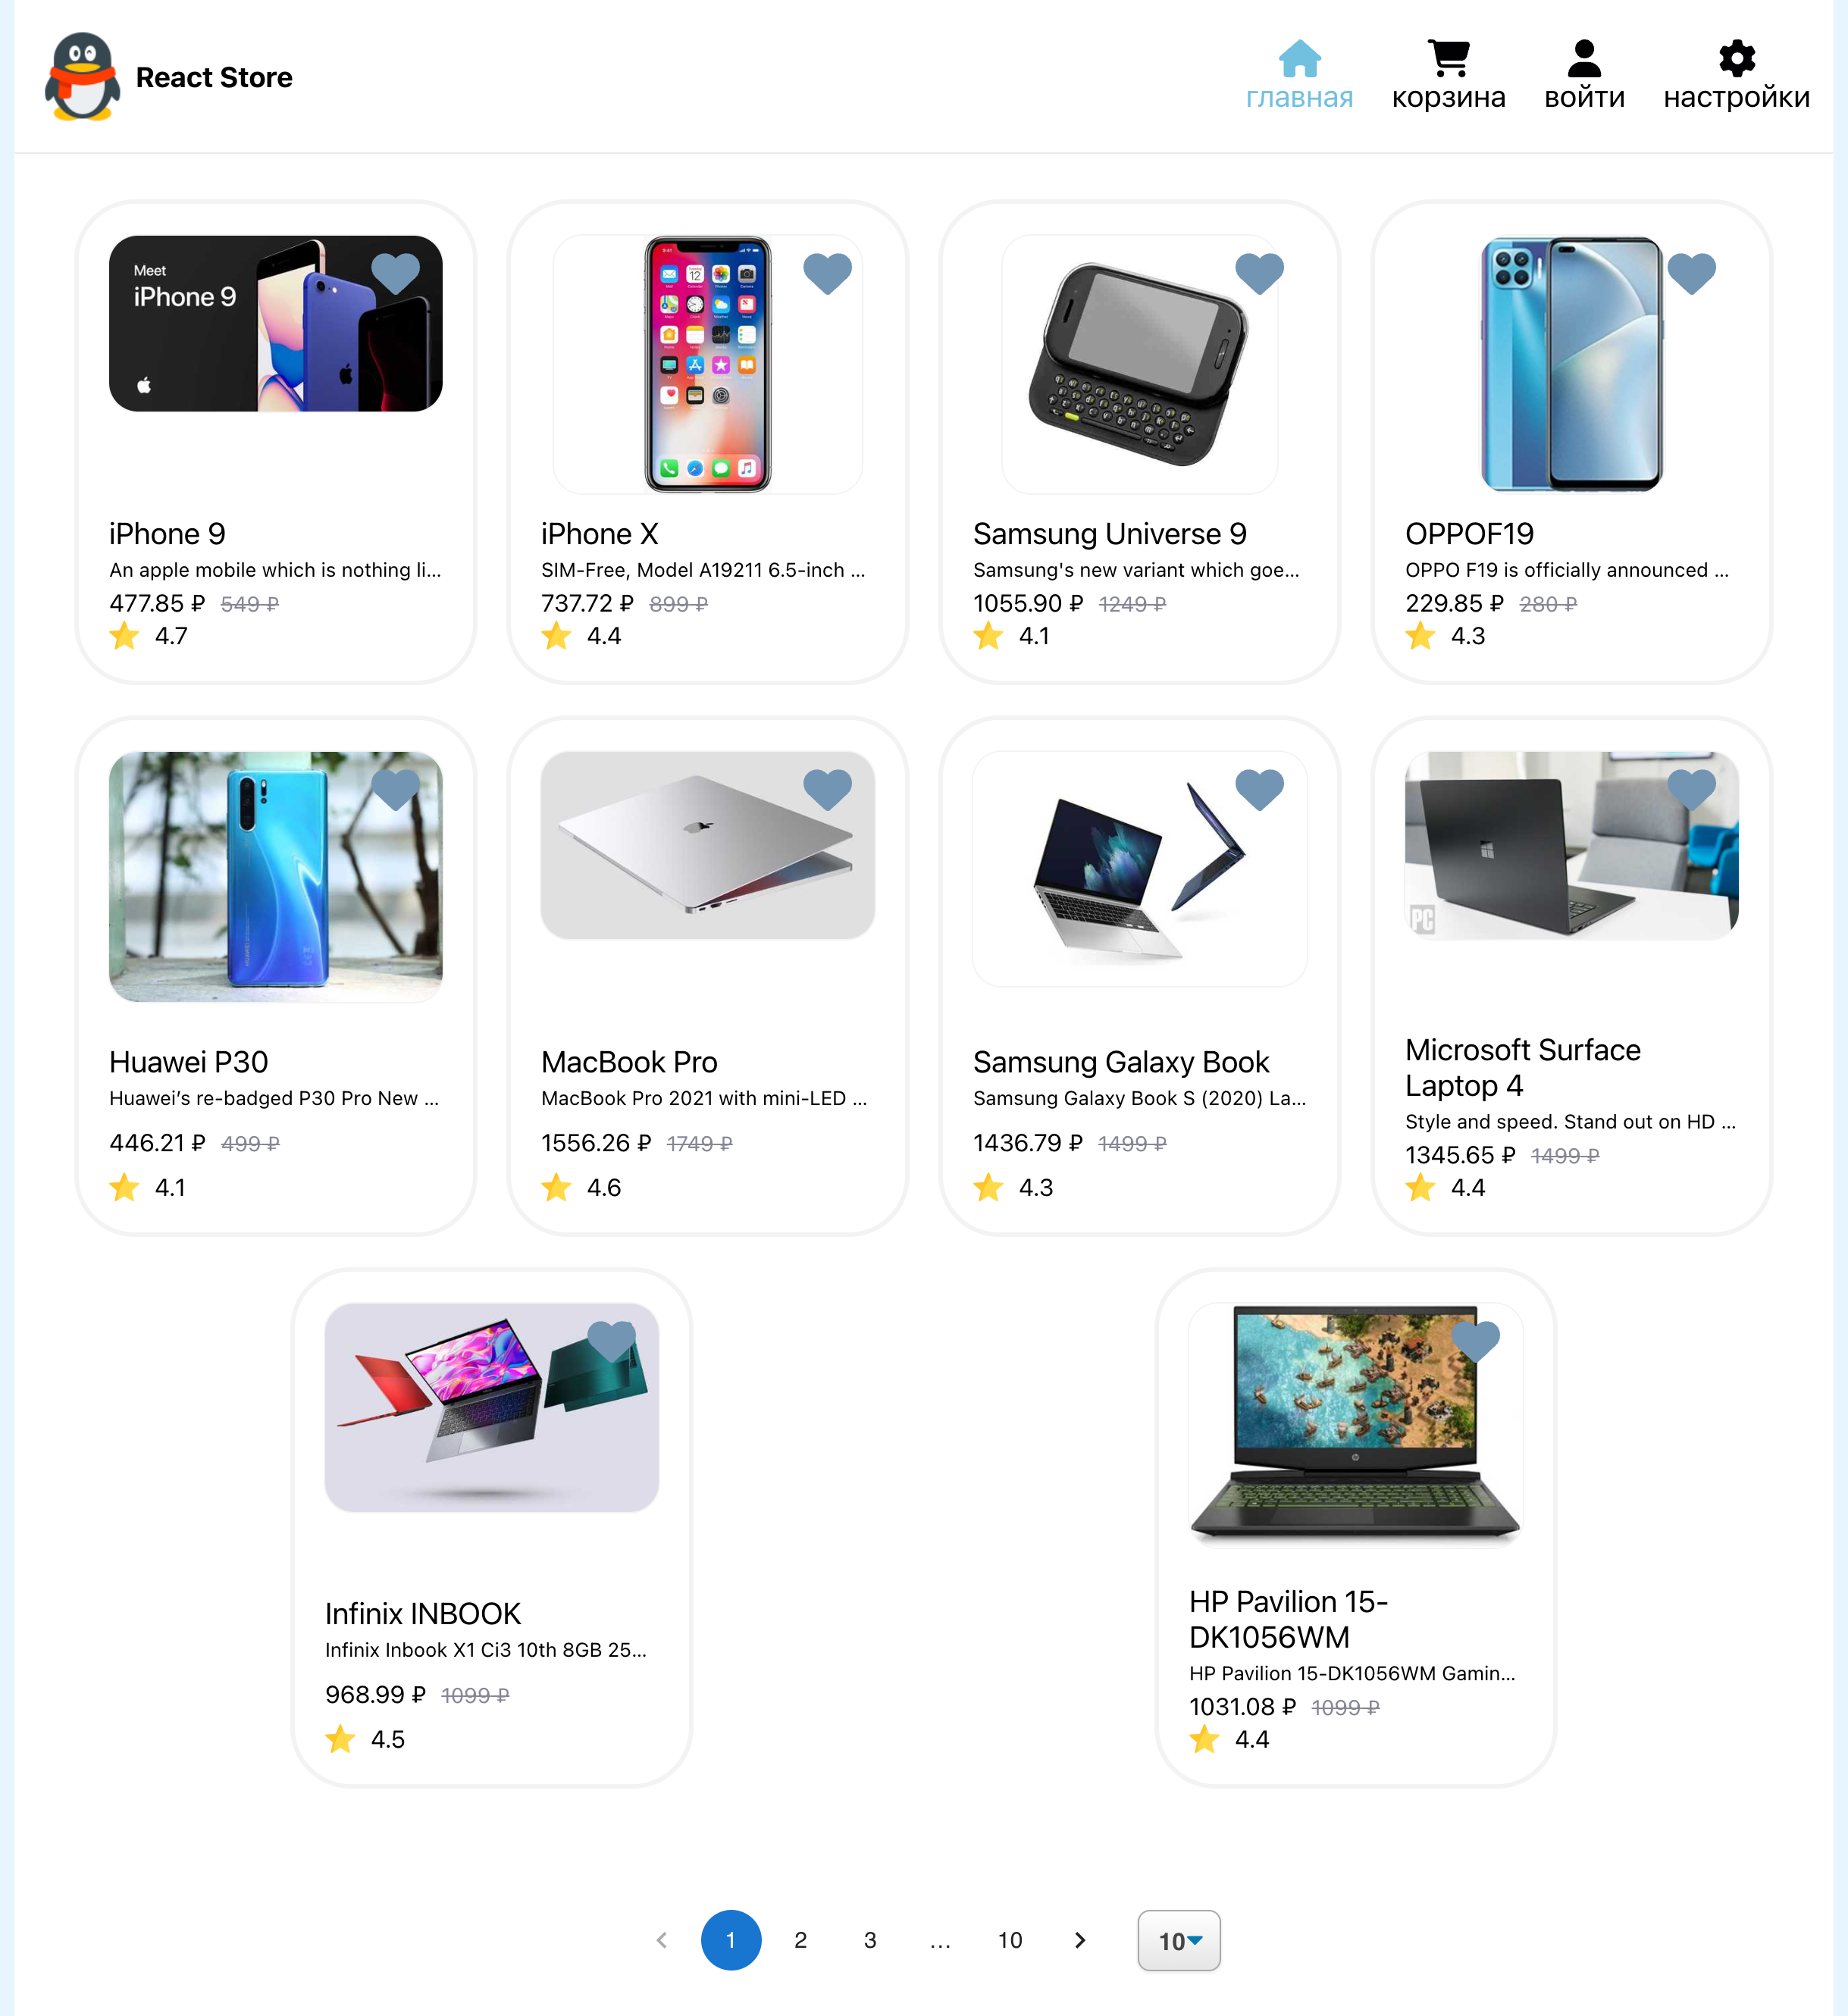 React Store
главная
корзина
войти
настройки
Meet
iPhone 9
iPhone 9
An apple mobile which is nothing li...
477.85 ₽ 549 ₽
4.7
iPhone X
SIM-Free, Model A19211 6.5-inch ...
737.72 ₽ 899 ₽
4.4
Samsung Universe 9
Samsung's new variant which goe...
1055.90 ₽ 1249 ₽
4.1
OPPOF19
OPPO F19 is officially announced ...
229.85 ₽ 280 ₽
4.3
PC
Huawei P30
Huawei’s re-badged P30 Pro New ...
446.21 ₽ 499 ₽
4.1
MacBook Pro
MacBook Pro 2021 with mini-LED ...
1556.26 ₽ 1749 ₽
4.6
Samsung Galaxy Book
Samsung Galaxy Book S (2020) La...
1436.79 ₽ 1499 ₽
4.3
Microsoft Surface
Laptop 4
Style and speed. Stand out on HD ...
1345.65 ₽ 1499 ₽
4.4
Infinix INBOOK
Infinix Inbook X1 Ci3 10th 8GB 25...
968.99 ₽ 1099 ₽
4.5
HP Pavilion 15-
DK1056WM
HP Pavilion 15-DK1056WM Gamin...
1031.08 ₽ 1099 ₽
4.4
1 2 3 ... 10
10